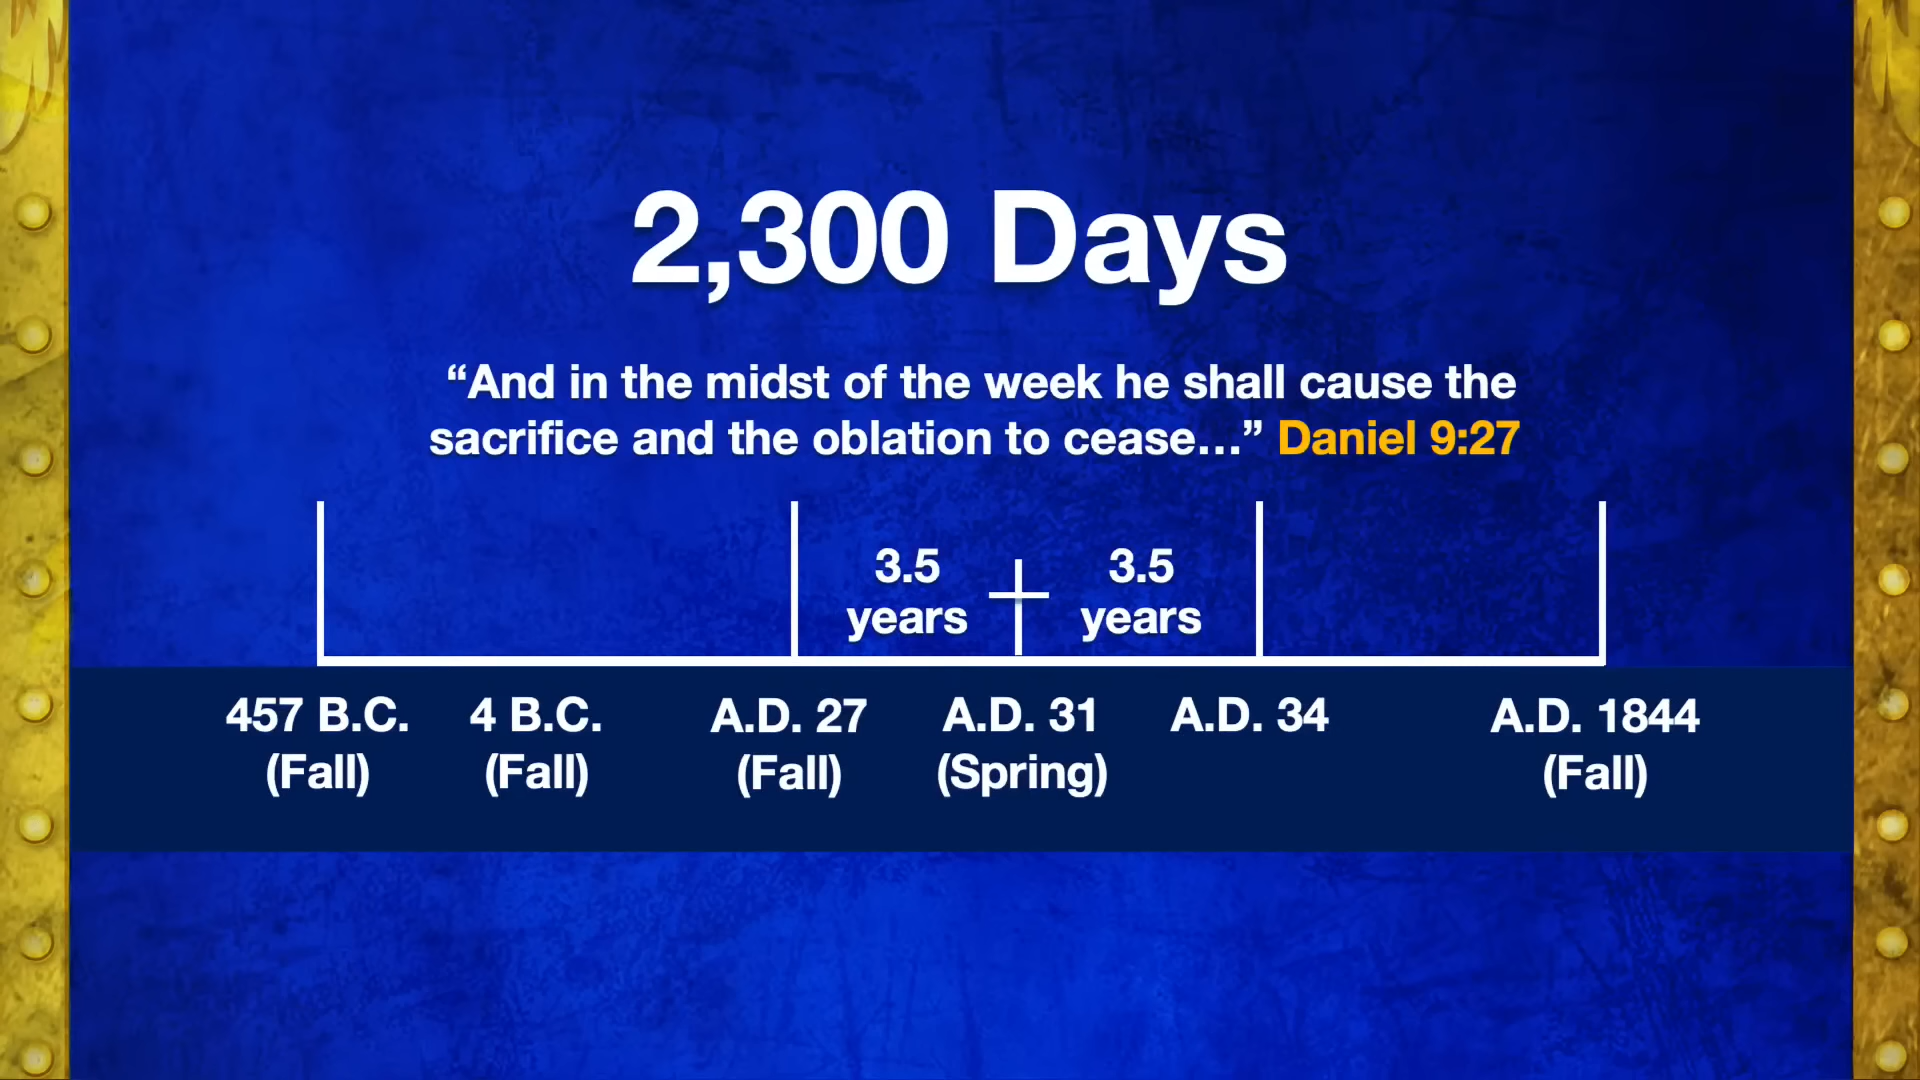 2,300 Days
“And in the midst of the week he shall cause the
sacrifice and the oblation to cease...” Daniel 9:27
3.5 years
3.5 years
457 B.C. (Fall)
4 B.C. (Fall)
A.D. 27 (Fall)
A.D. 31 (Spring)
A.D. 34
A.D. 1844 (Fall)